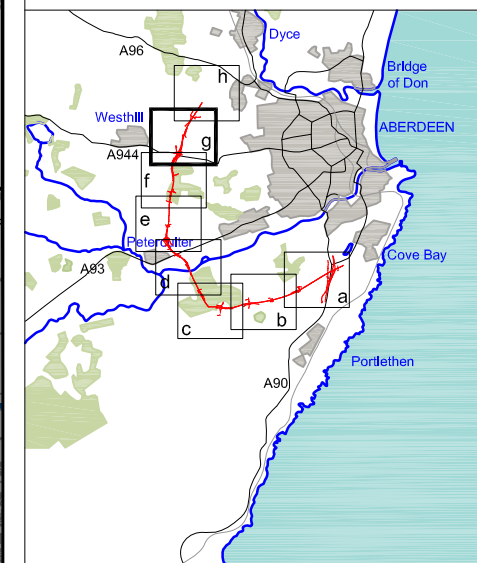 Dyce
A96
Bridge
of Don
h
Westhill
ABERDEEN
g
A944
f
e
Peterculter
Cove Bay
A93
d
a
b
c
Portlethen
A90